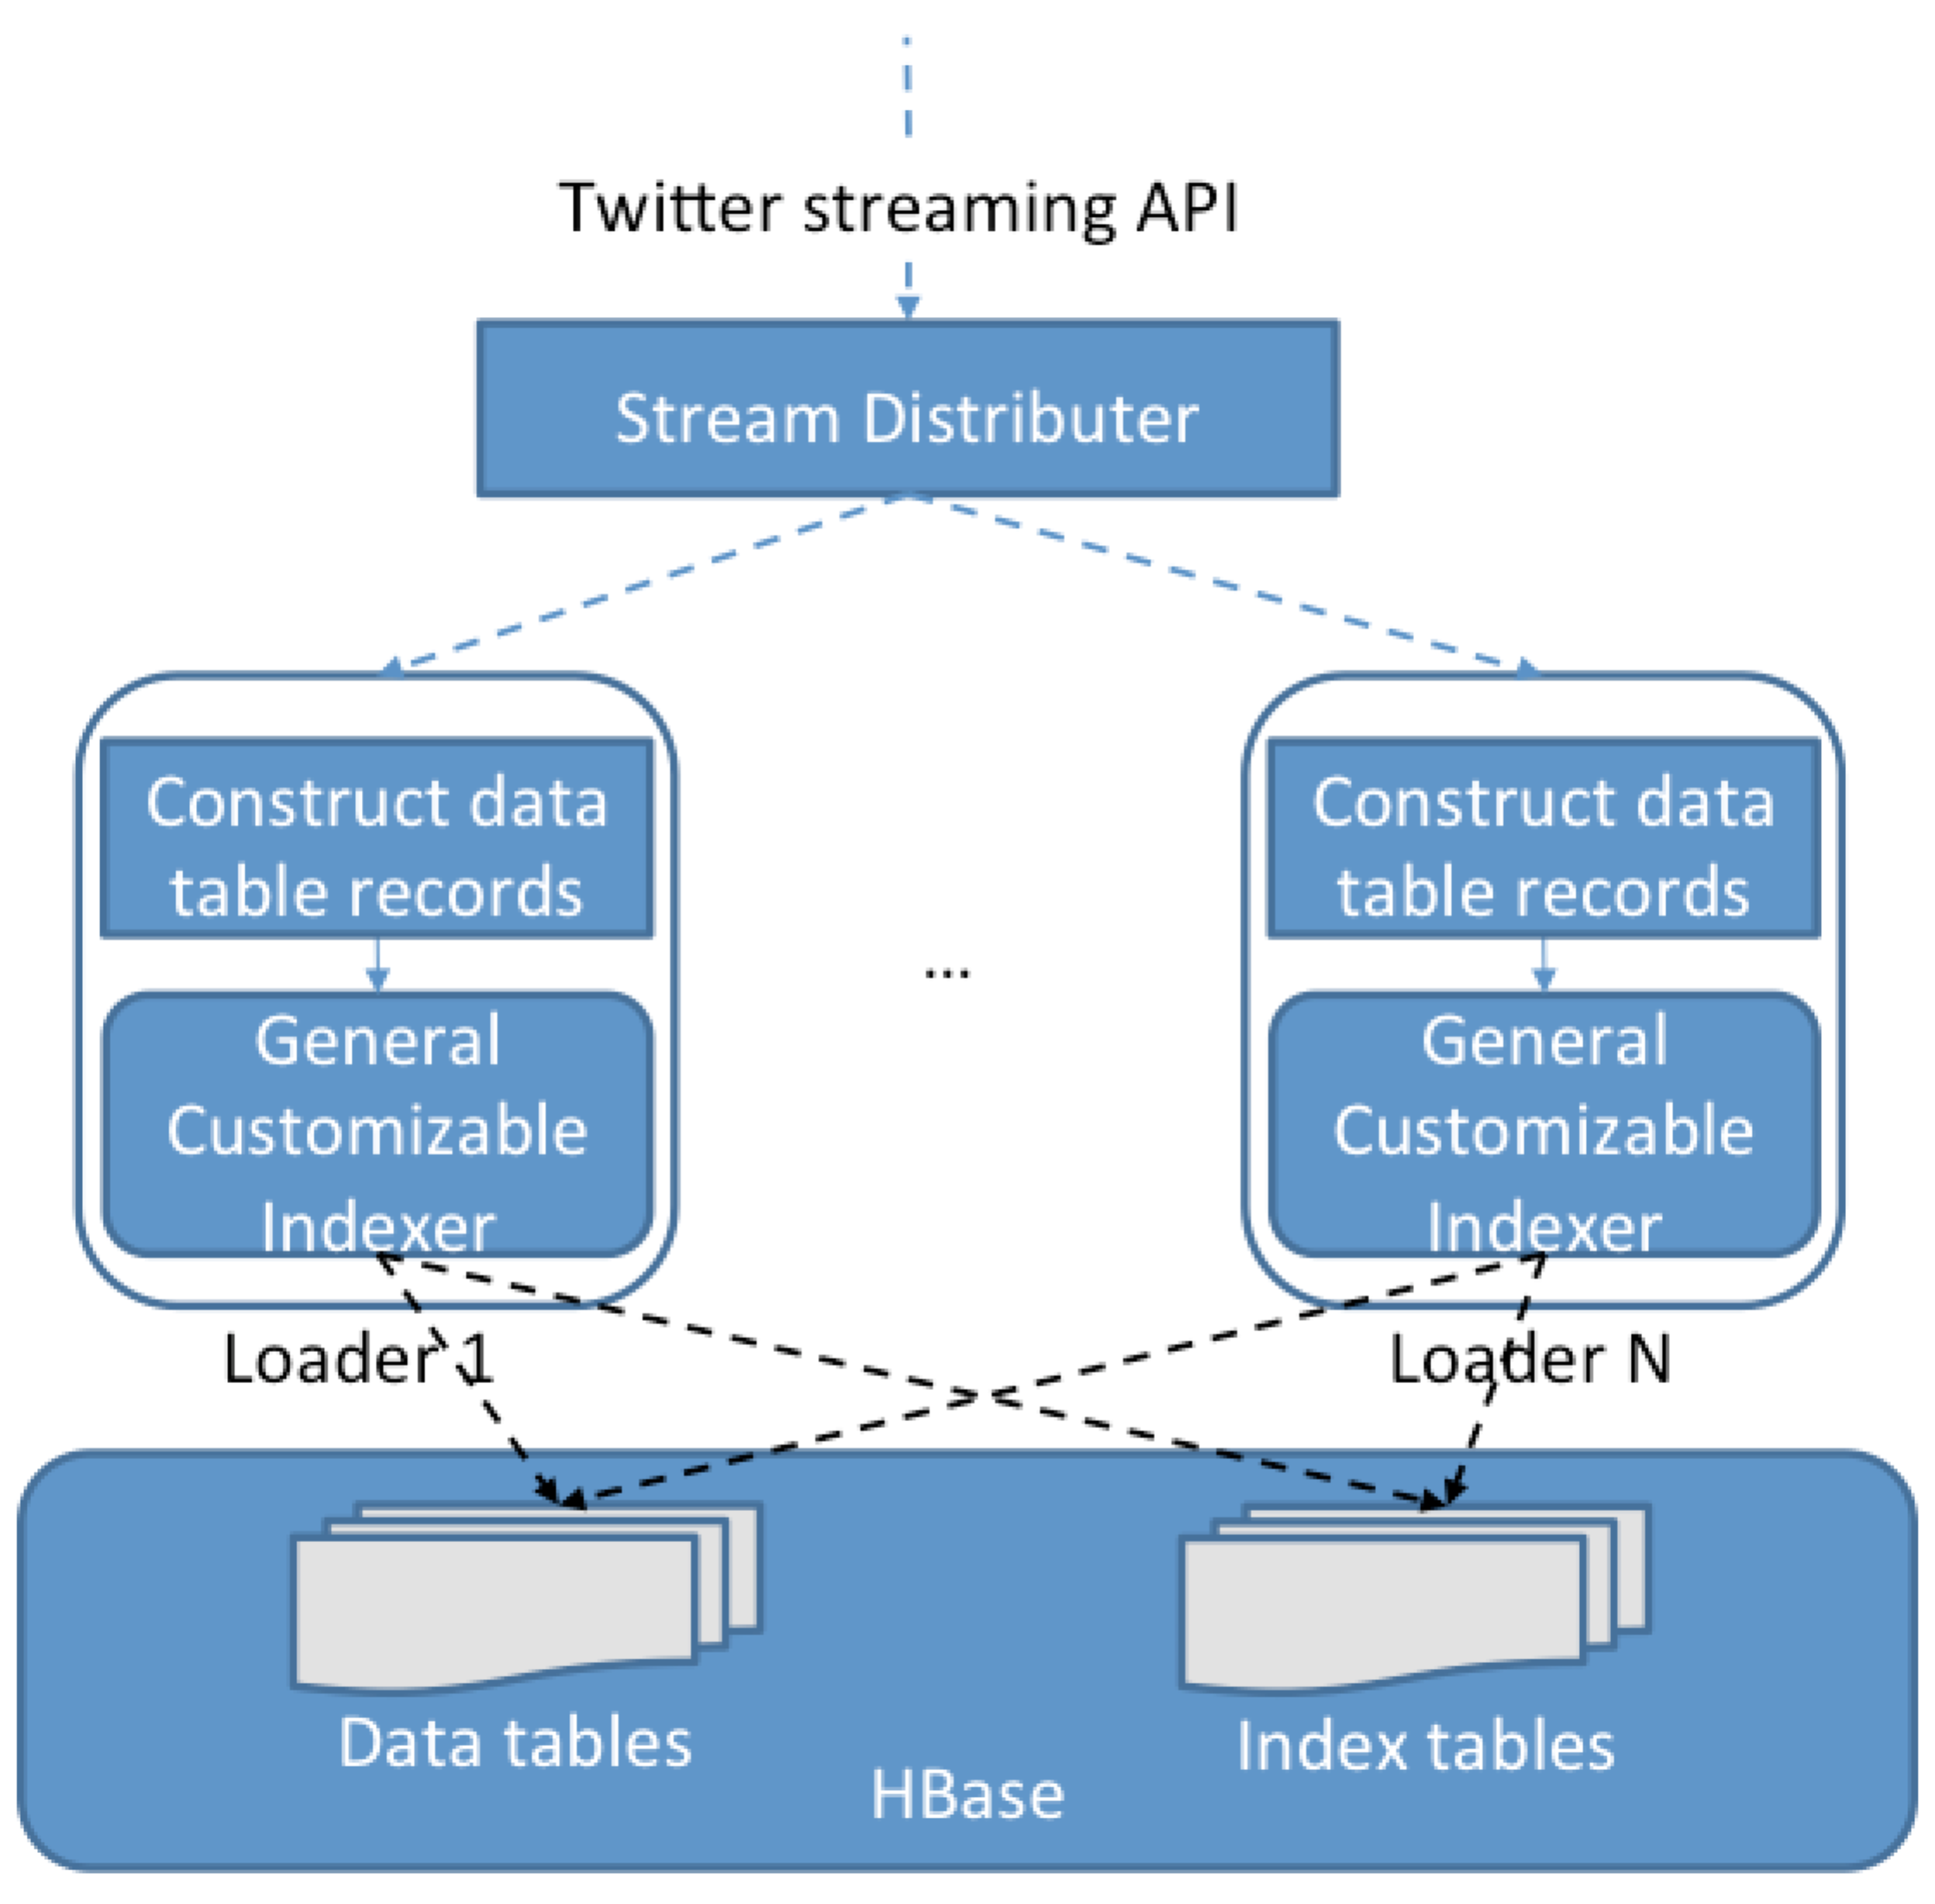 Twitter streaming API
Stream Distributer
Construct data
table records
General
Customizable
Indexer
Loader 1
...
Construct data
table records
General
Customizable
Indexer
Loader N
Data tables
Index tables
HBase